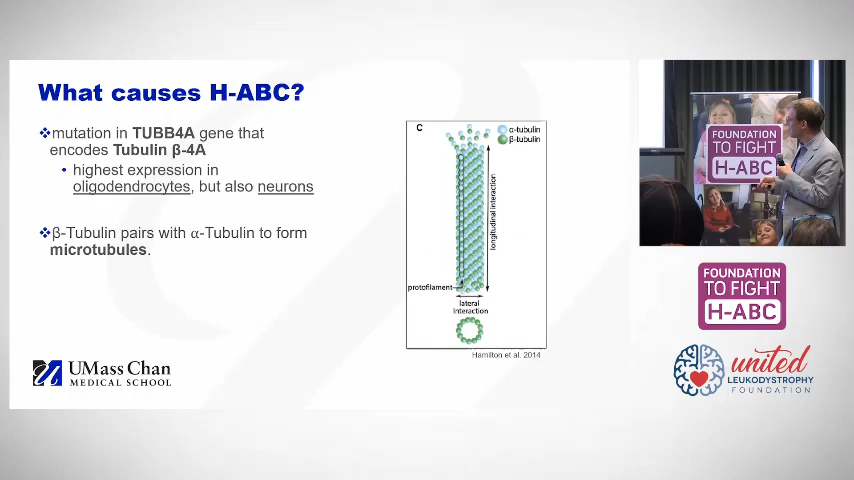 What causes H-ABC?
❖mutation in TUBB4A gene that
encodes Tubulin β-4A
• highest expression in
oligodendrocytes, but also neurons
❖β-Tubulin pairs with α-Tubulin to form
microtubules.
C
α-tubulin
β-tubulin
longitudinal interaction
protofilament
lateral
interaction
Hamilton et al. 2014
UMass Chan
MEDICAL SCHOOL
FOUNDATION
TO FIGHT
H-ABC
FOUNDATION
TO FIGHT
H-ABC
united
LEUKODYSTROPHY
FOUNDATION